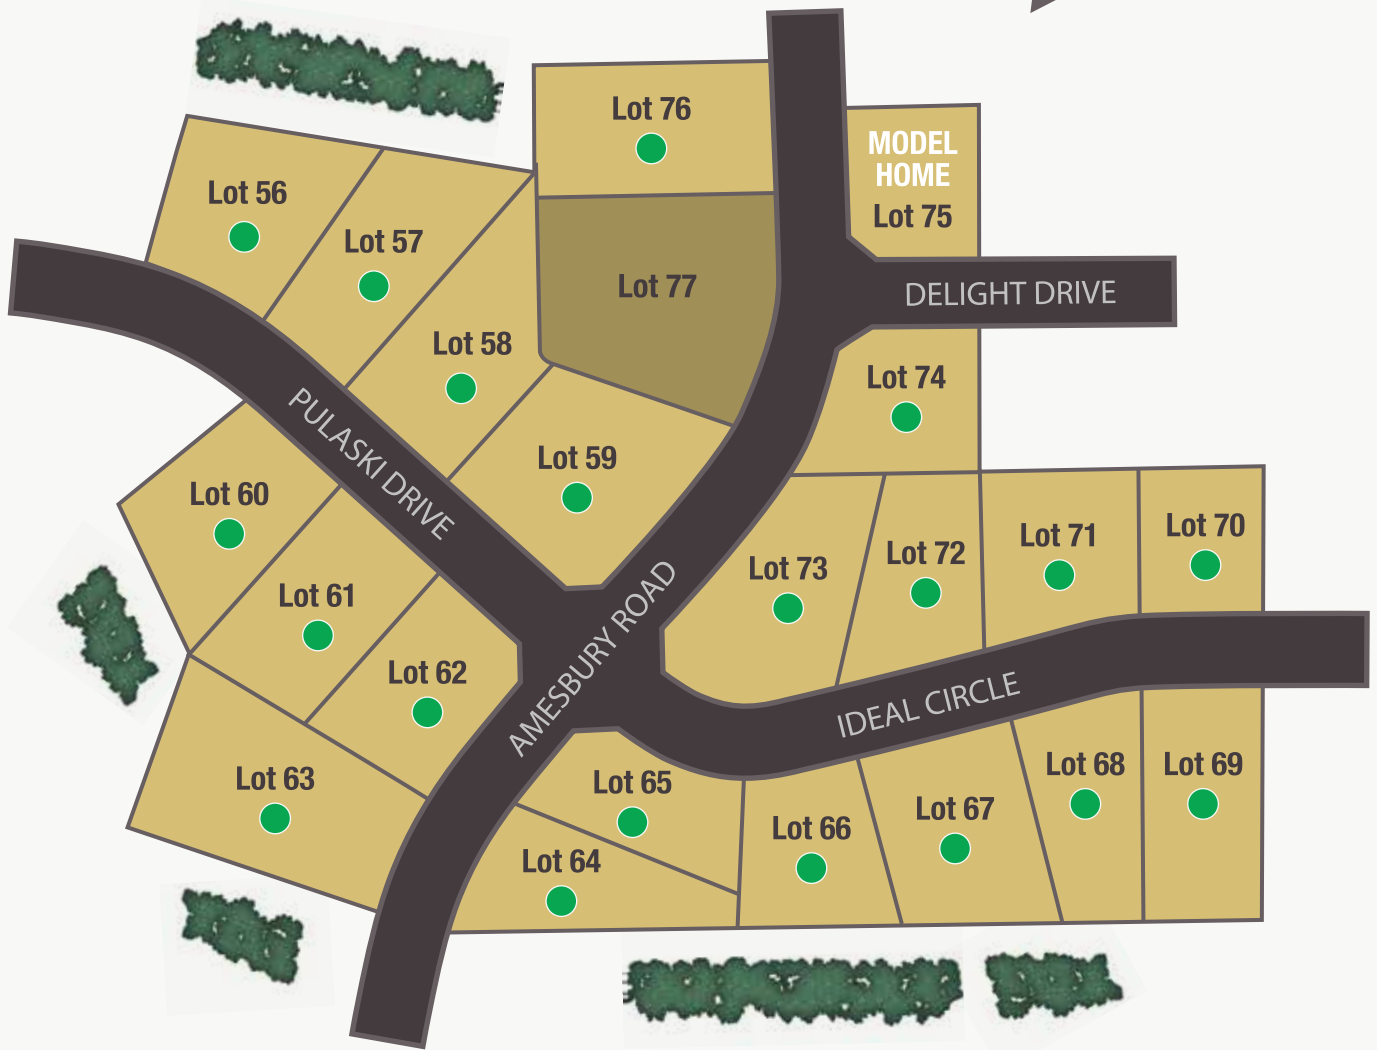 Lot 76
MODEL
HOME
Lot 75
Lot 56
Lot 57
Lot 77
DELIGHT DRIVE
Lot 58
Lot 74
PULASKI DRIVE
Lot 59
Lot 60
Lot 73
Lot 72
Lot 71
Lot 70
Lot 61
AMESBURY ROAD
Lot 62
IDEAL CIRCLE
Lot 63
Lot 65
Lot 64
Lot 66
Lot 67
Lot 68
Lot 69